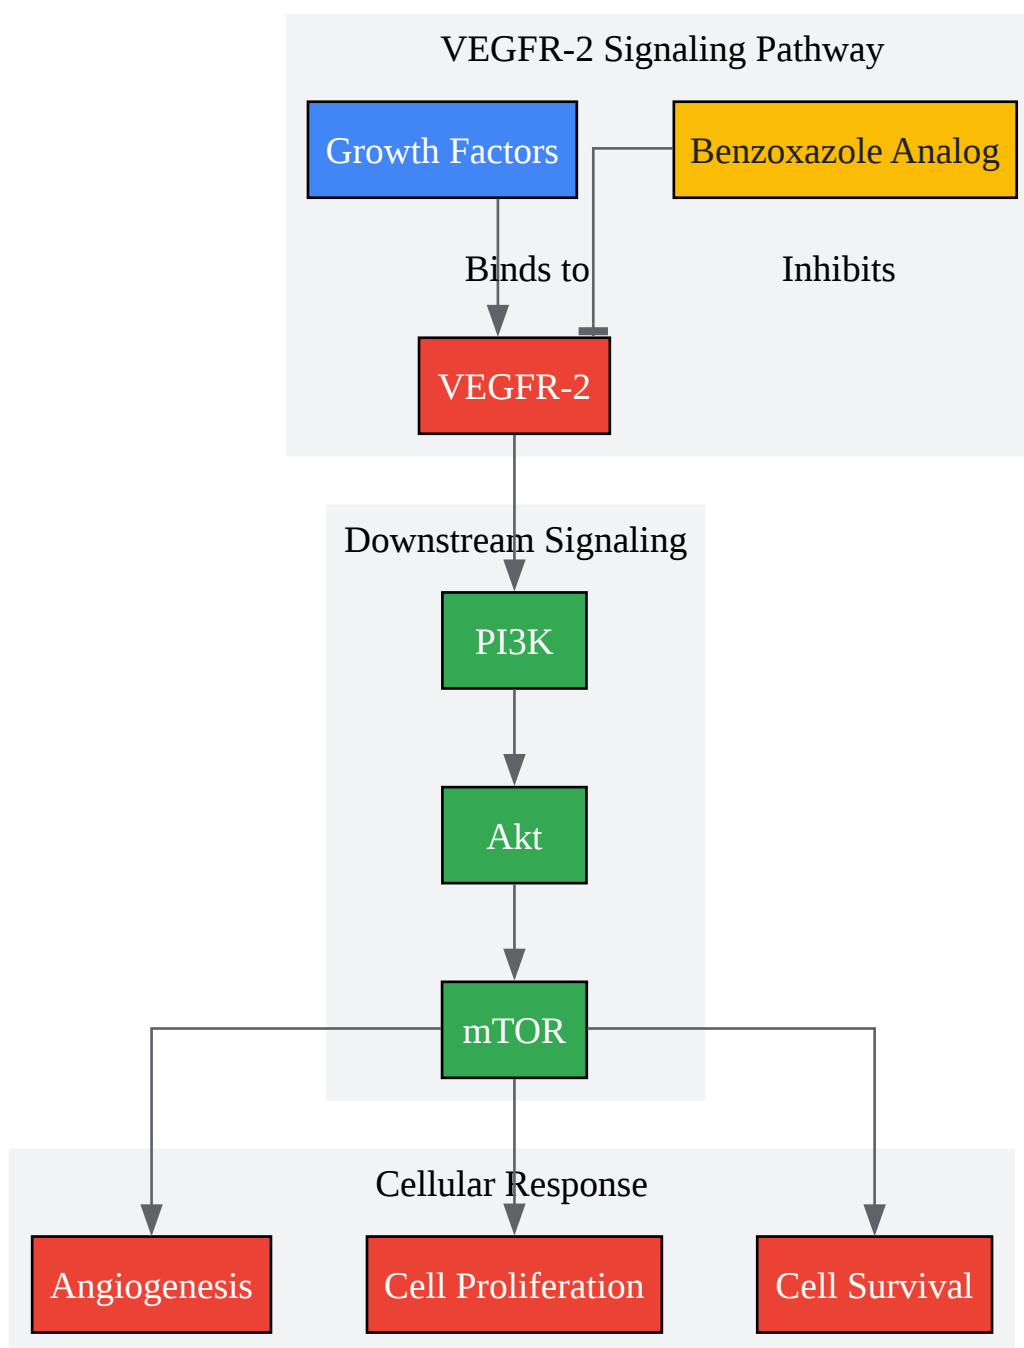 VEGFR-2 Signaling Pathway
Growth Factors
Benzoxazole Analog
Binds to
Inhibits
VEGFR-2
Downstream Signaling
PI3K
Akt
mTOR
Cellular Response
Angiogenesis
Cell Proliferation
Cell Survival